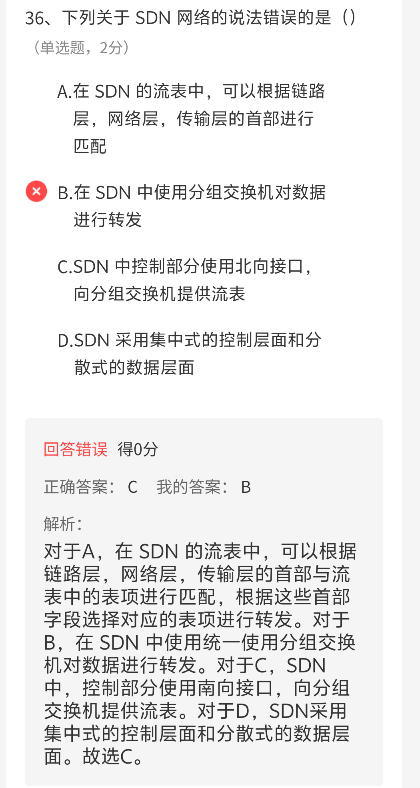 36、下列关于 SDN 网络的说法错误的是（）
（单选题，2分）
A.在 SDN 的流表中，可以根据链路
层，网络层，传输层的首部进行
匹配
B.在 SDN 中使用分组交换机对数据
进行转发
C.SDN 中控制部分使用北向接口，
向分组交换机提供流表
D.SDN 采用集中式的控制层面和分
散式的数据层面
回答错误 得0分
正确答案： C 我的答案： B
解析：
对于A，在 SDN 的流表中，可以根据
链路层，网络层，传输层的首部与流
表中的表项进行匹配，根据这些首部
字段选择对应的表项进行转发。对于
B，在 SDN 中使用统一使用分组交换
机对数据进行转发。对于C，SDN
中，控制部分使用南向接口，向分组
交换机提供流表。对于D，SDN采用
集中式的控制层面和分散式的数据层
面。故选C。